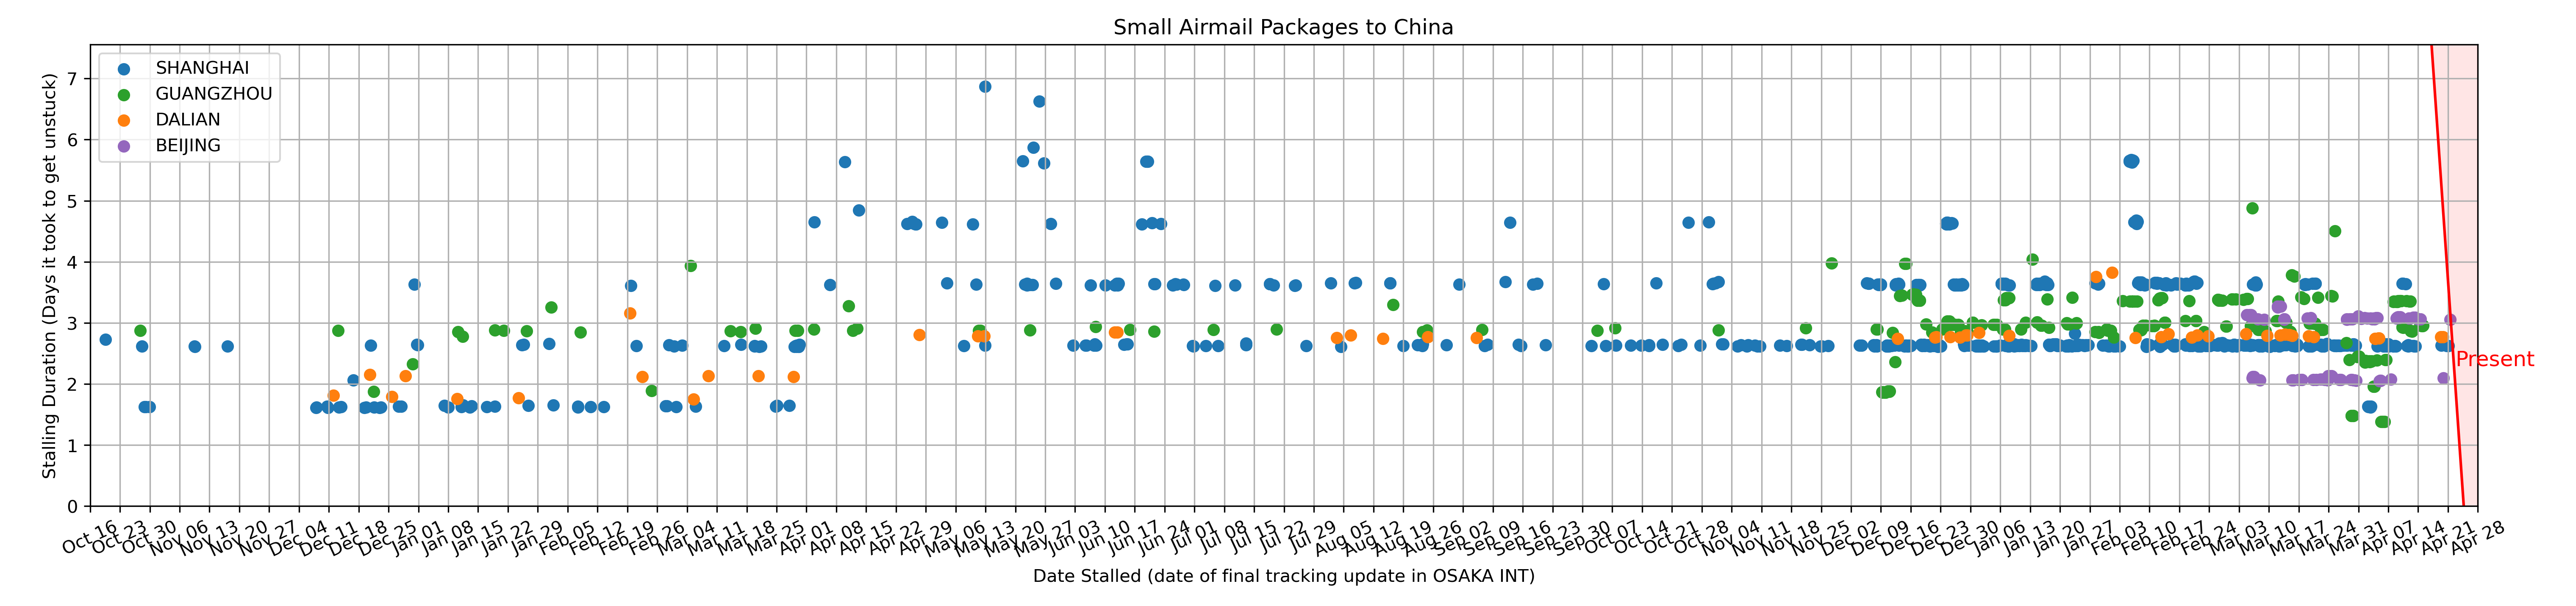 Small Airmail Packages to China
SHANGHAI
GUANGZHOU
DALIAN
BEIJING
Stalling Duration (Days it took to get unstuck)
7
6
5
4
3
2
1
0
Present
Oct 16
Oct 23
Oct 30
Nov 06
Nov 13
Nov 20
Nov 27
Dec 04
Dec 11
Dec 18
Dec 25
Jan 01
Jan 08
Jan 15
Jan 22
Jan 29
Feb 05
Feb 12
Feb 19
Feb 26
Mar 04
Mar 11
Mar 18
Mar 25
Apr 01
Apr 08
Apr 15
Apr 22
Apr 29
May 06
May 13
May 20
May 27
Jun 03
Jun 10
Jun 17
Jun 24
Jul 01
Jul 08
Jul 15
Jul 22
Jul 29
Aug 05
Aug 12
Aug 19
Aug 26
Sep 02
Sep 09
Sep 16
Sep 23
Sep 30
Oct 07
Oct 14
Oct 21
Oct 28
Nov 04
Nov 11
Nov 18
Nov 25
Dec 02
Dec 09
Dec 16
Dec 23
Dec 30
Jan 06
Jan 13
Jan 20
Jan 27
Feb 03
Feb 10
Feb 17
Feb 24
Mar 03
Mar 10
Mar 17
Mar 24
Mar 31
Apr 07
Apr 14
Apr 21
Apr 28
Date Stalled (date of final tracking update in OSAKA INT)